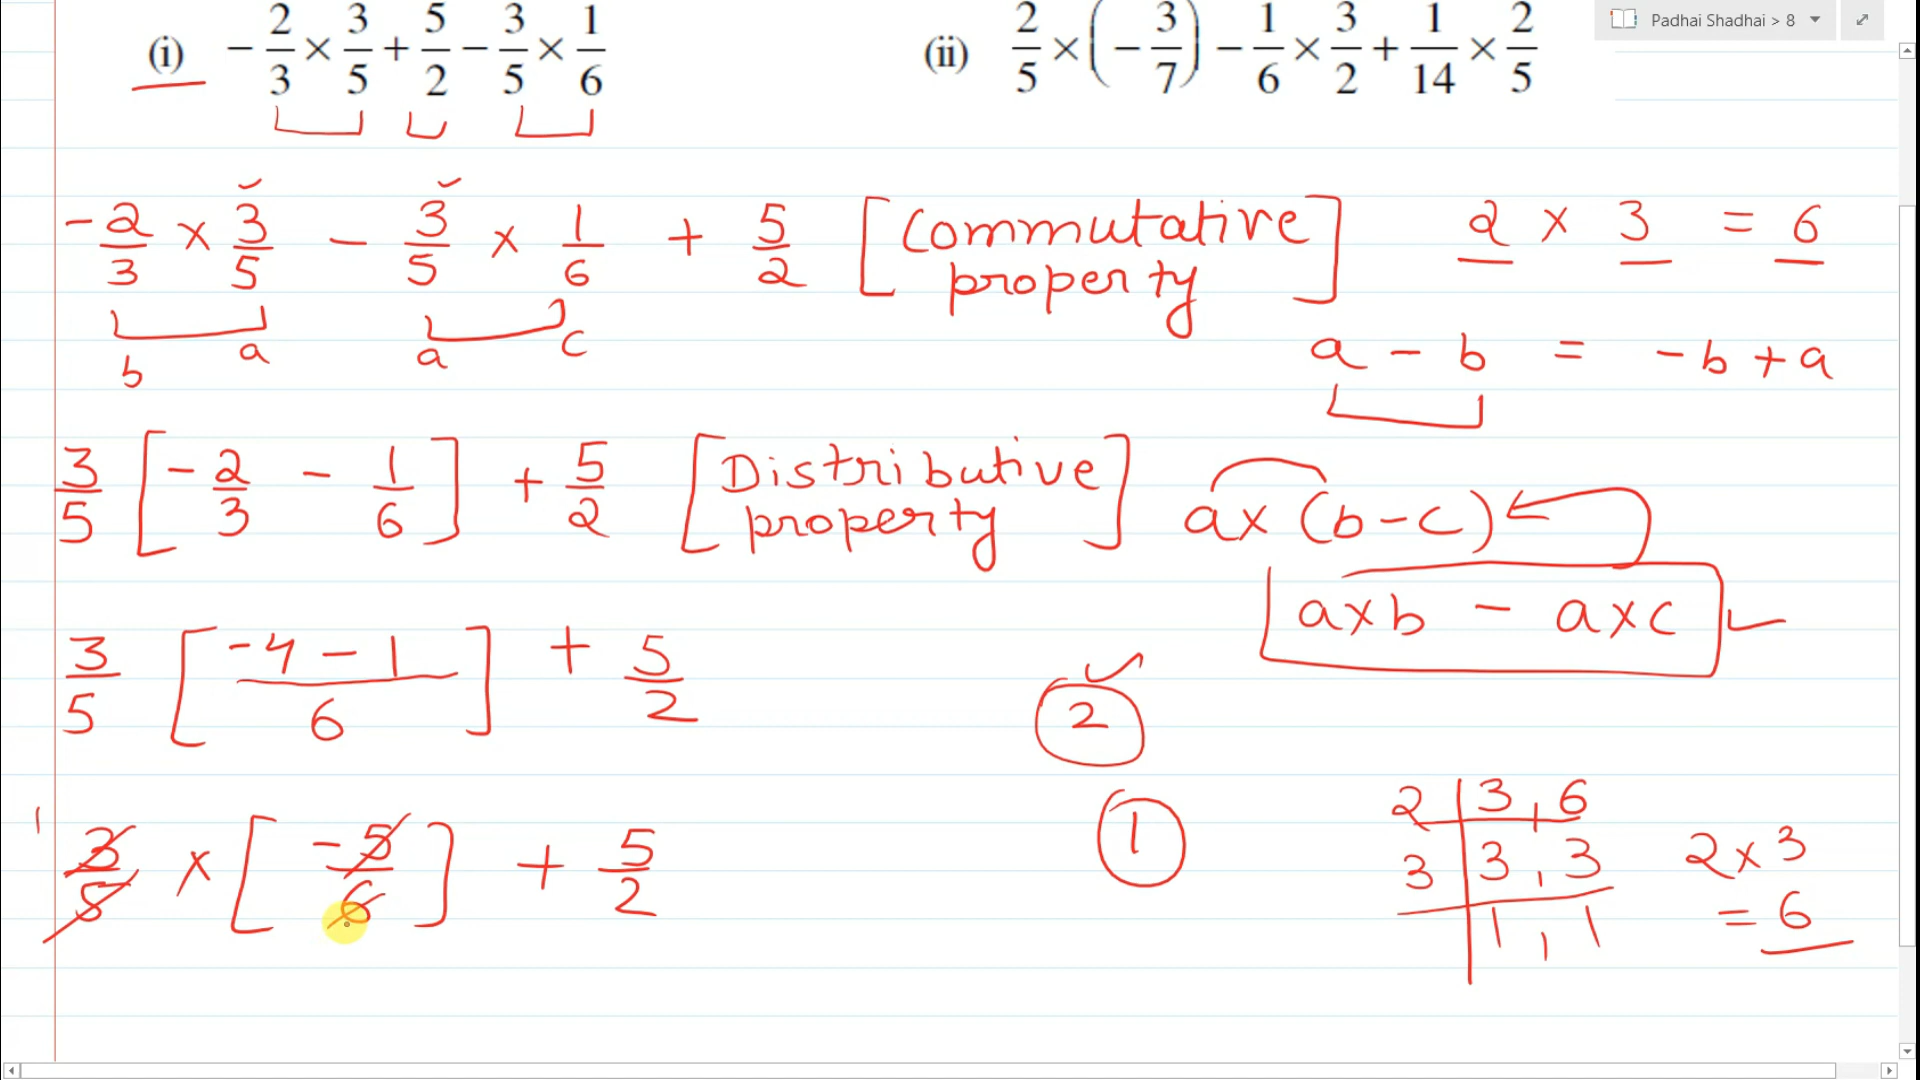 Padhai Shadhai > 8
(i) −2/3 × 3/5 + 5/2 − 3/5 × 1/6
(ii) 2/5 × (−3/7) − 1/6 × 3/2 + 1/14 × 2/5
-2/3 × 3/5 − 3/5 × 1/6 + 5/2 [Commutative property]
2 × 3 = 6
b a a c
a − b = −b + a
3/5 [−2/3 − 1/6] + 5/2 [Distributive property]
a×(b−c)
a×b − a×c
3/5 [−4−1/6] + 5/2
2
1
3/5 × [−5/6] + 5/2
1
2 | 3, 6
3 | 3, 3
1, 1
2×3
= 6